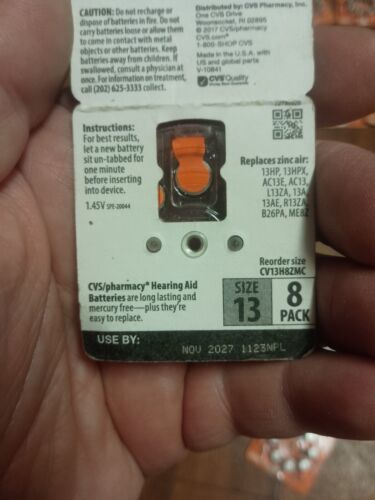 CAUTION: Do not recharge or
dispose of batteries in fire. Do not
carry batteries loose or allow them
to come in contact with metal
objects or other batteries. Keep
batteries away from children. If
swallowed, consult a physician at
once. For information on treatment,
call (202) 625-3333 collect.
Distributed by: CVS Pharmacy, Inc.
One CVS Drive
Woonsocket, RI 02895
© 2017 CVS/pharmacy
CVS.com®
1-800-SHOP CVS
Made in the U.S.A. with
US and global parts
V-10841
CVSQuality
Instructions:
For best results,
let a new battery
sit un-tabbed for
one minute
before inserting
into device.
1.45V SPE-20044
Replaces zinc air:
13HP, 13HPX,
AC13E, AC13,
L13ZA, 13A,
13AE, R13ZA,
B26PA, ME8Z
Reorder size
CV13H8ZMC
CVS/pharmacy® Hearing Aid
Batteries are long lasting and
mercury free—plus they're
easy to replace.
SIZE
13
8
PACK
USE BY:
NOV 2027 1123NPL